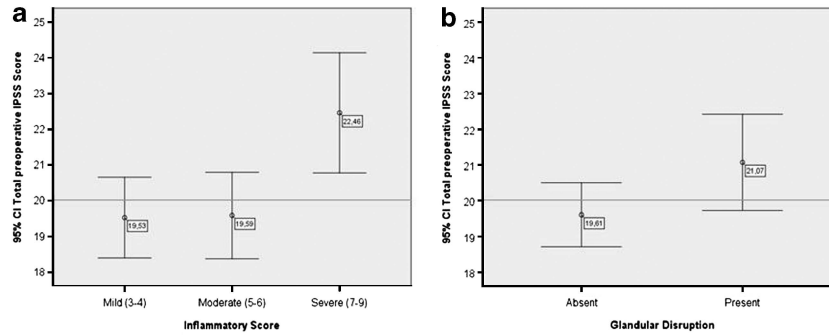 a
95% CI Total preoperative IPSS Score
25
24
23
22
21
20
19
18
22,46
19,53
19,59
Mild (3-4)
Moderate (5-6)
Severe (7-9)
Inflammatory Score
b
95% CI Total preoperative IPSS Score
25
24
23
22
21
20
19
18
21,07
19,61
Absent
Present
Glandular Disruption